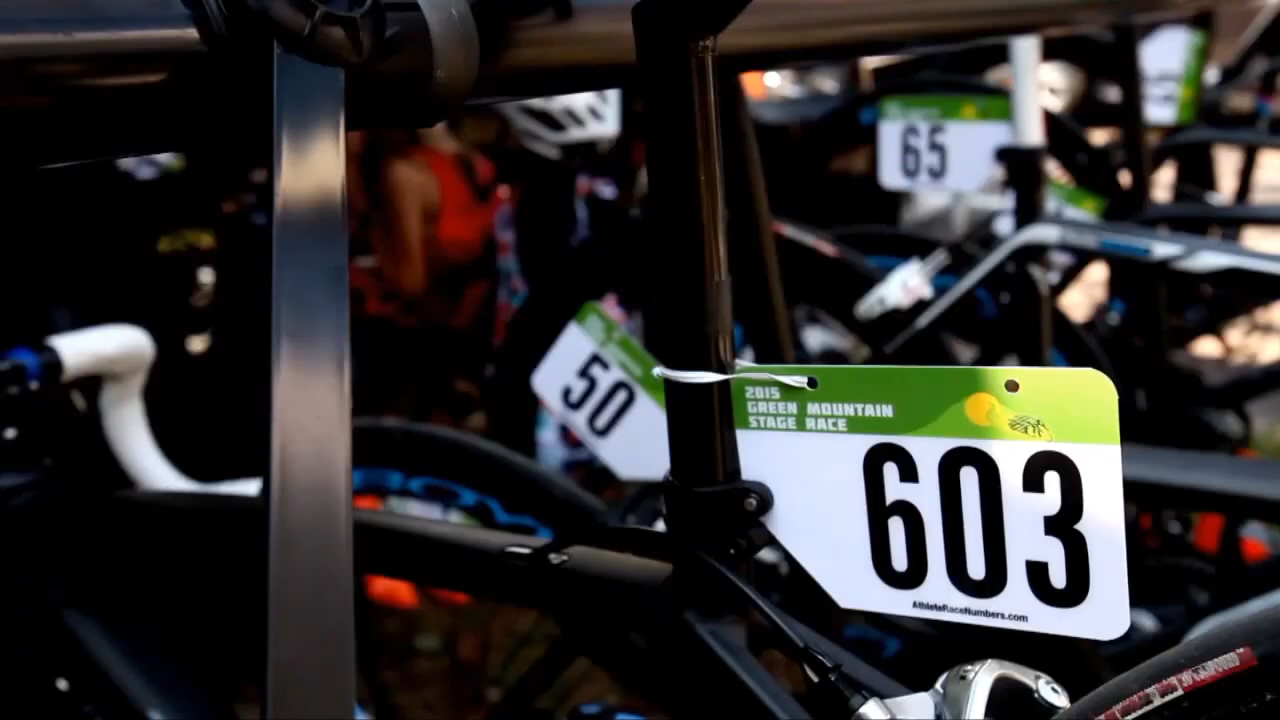 65
50
2015
GREEN MOUNTAIN
STAGE RACE
603
AthleteRaceNumbers.com